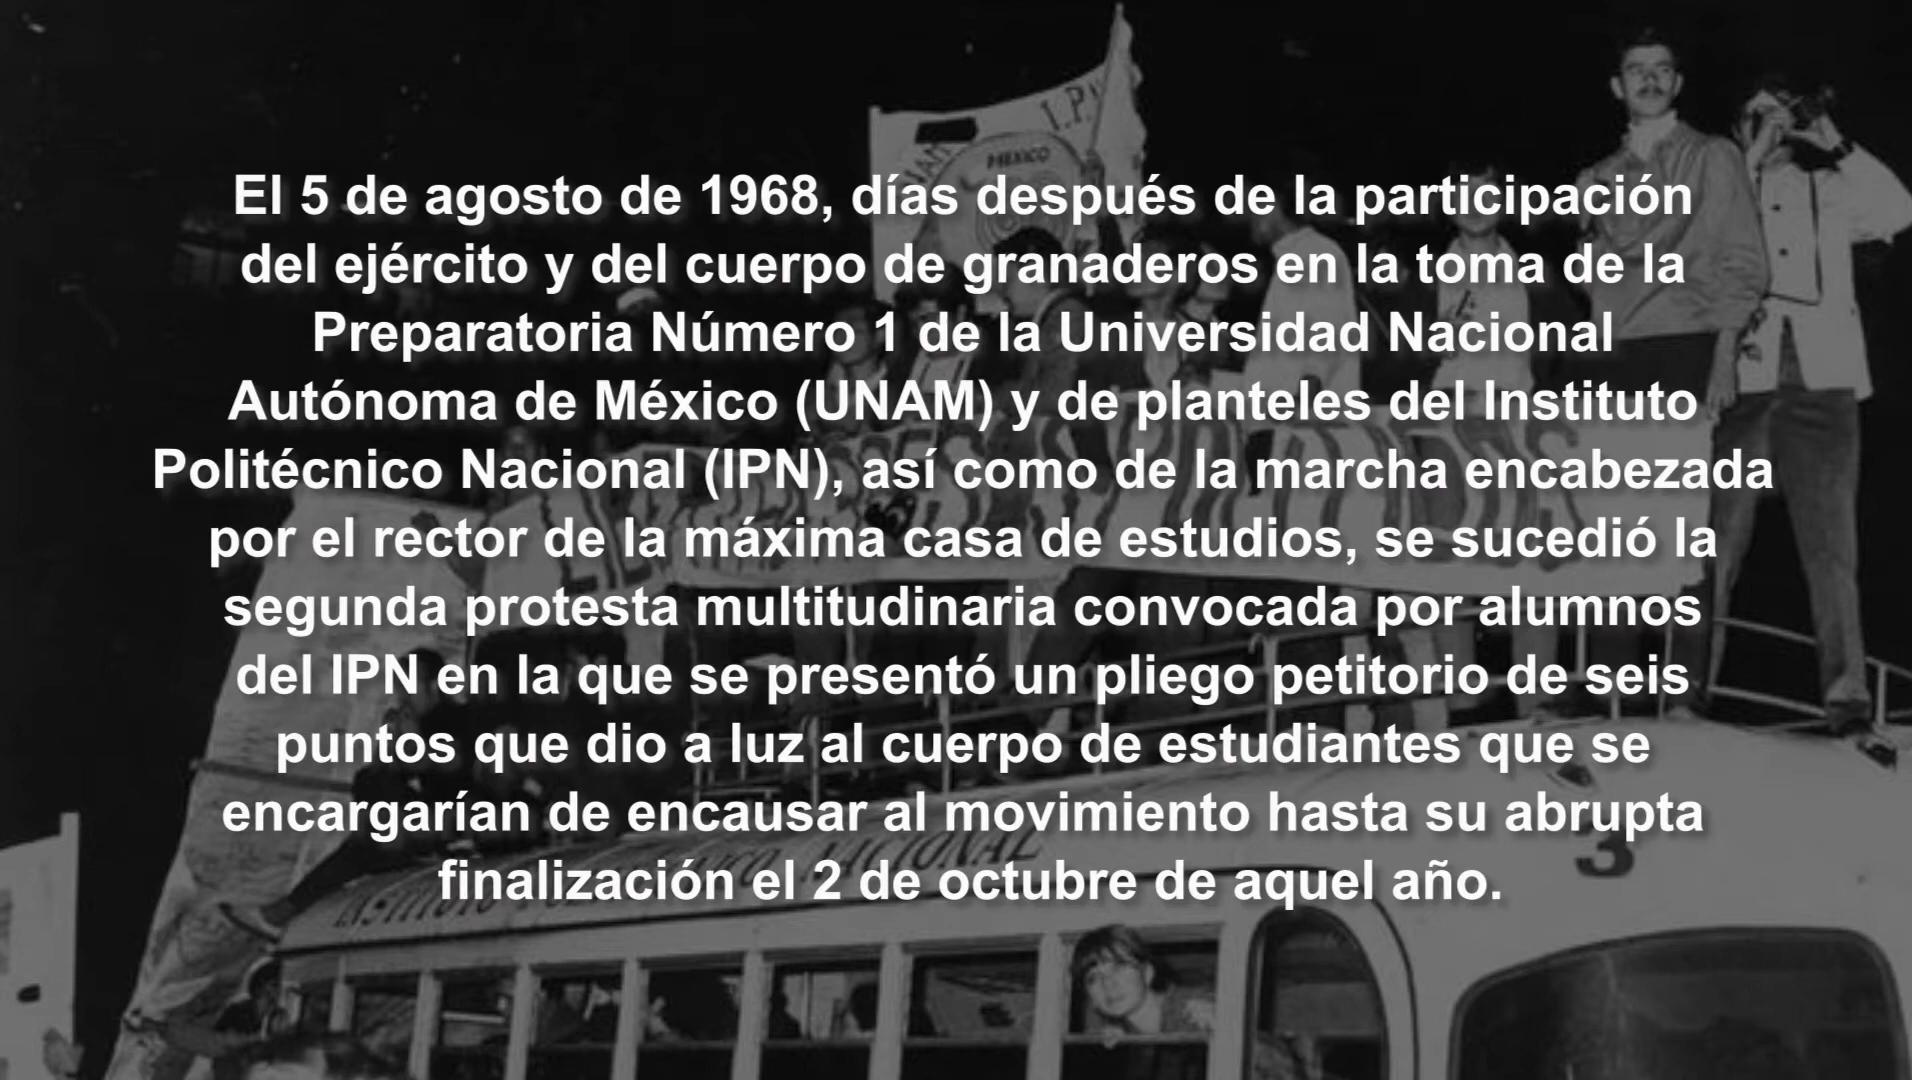 El 5 de agosto de 1968, días después de la participación
del ejército y del cuerpo de granaderos en la toma de la
Preparatoria Número 1 de la Universidad Nacional
Autónoma de México (UNAM) y de planteles del Instituto
Politécnico Nacional (IPN), así como de la marcha encabezada
por el rector de la máxima casa de estudios, se sucedió la
segunda protesta multitudinaria convocada por alumnos
del IPN en la que se presentó un pliego petitorio de seis
puntos que dio a luz al cuerpo de estudiantes que se
encargarían de encausar al movimiento hasta su abrupta
finalización el 2 de octubre de aquel año.
MEXICO
NACIONAL
3